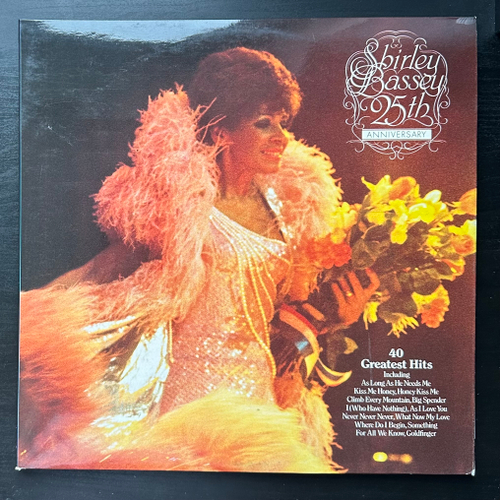 Shirley
Bassey
25th
ANNIVERSARY
40
Greatest Hits
Including
As Long As He Needs Me
Kiss Me Honey, Honey Kiss Me
Climb Every Mountain, Big Spender
I (Who Have Nothing), As I Love You
Never Never Never, What Now My Love
Where Do I Begin, Something
For All We Know, Goldfinger